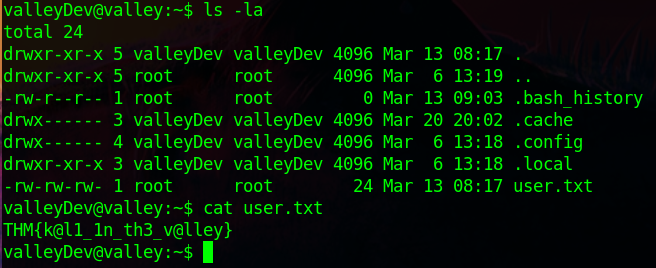 valleyDev@valley:~$ ls -la
total 24
drwxr-xr-x 5 valleyDev valleyDev 4096 Mar 13 08:17 .
drwxr-xr-x 5 root      root      4096 Mar  6 13:19 ..
-rw-r--r-- 1 root      root         0 Mar 13 09:03 .bash_history
drwx------ 3 valleyDev valleyDev 4096 Mar 20 20:02 .cache
drwx------ 4 valleyDev valleyDev 4096 Mar  6 13:18 .config
drwxr-xr-x 3 valleyDev valleyDev 4096 Mar  6 13:18 .local
-rw-rw-rw- 1 root      root        24 Mar 13 08:17 user.txt
valleyDev@valley:~$ cat user.txt
THM{k@l1_1n_th3_v@lley}
valleyDev@valley:~$